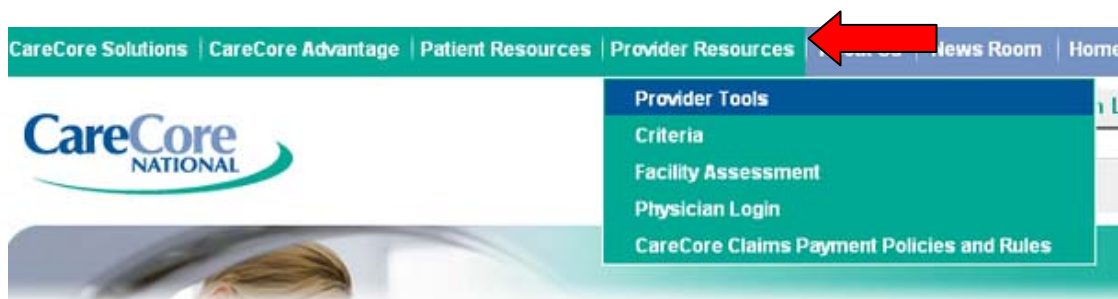 CareCore Solutions | CareCore Advantage | Patient Resources | Provider Resources | News Room | Home
Provider Tools
Criteria
Facility Assessment
Physician Login
CareCore Claims Payment Policies and Rules
CareCore
NATIONAL